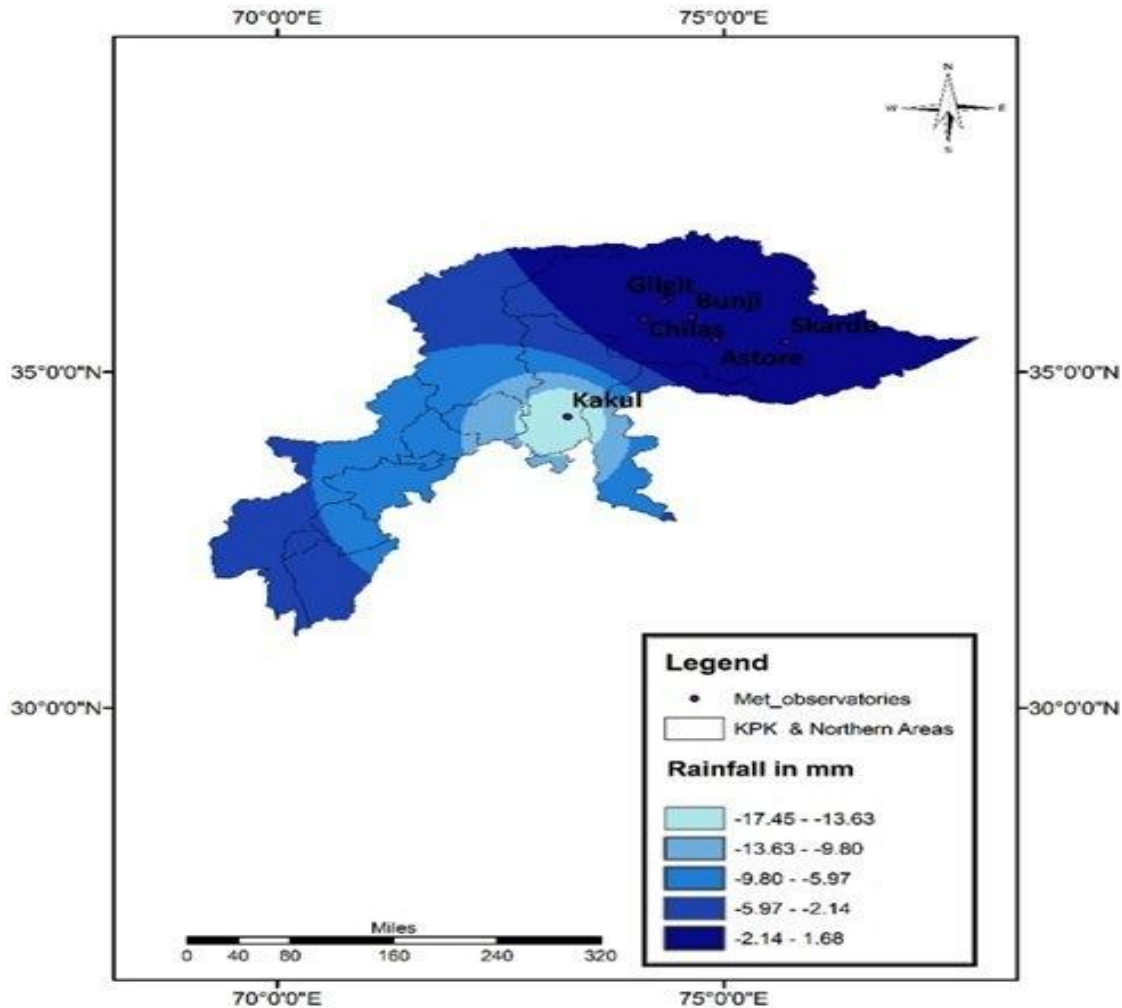 70°0'0"E 75°0'0"E
N
W E
S
Gilgit
Bunji
Chilas
Skardu
Astore
35°0'0"N 35°0'0"N
Kakul
Legend
Met_observatories
30°0'0"N 30°0'0"N
KPK & Northern Areas
Rainfall in mm
-17.45 - -13.63
-13.63 - -9.80
-9.80 - -5.97
-5.97 - -2.14
-2.14 - 1.68
Miles
0 40 80 160 240 320
70°0'0"E 75°0'0"E